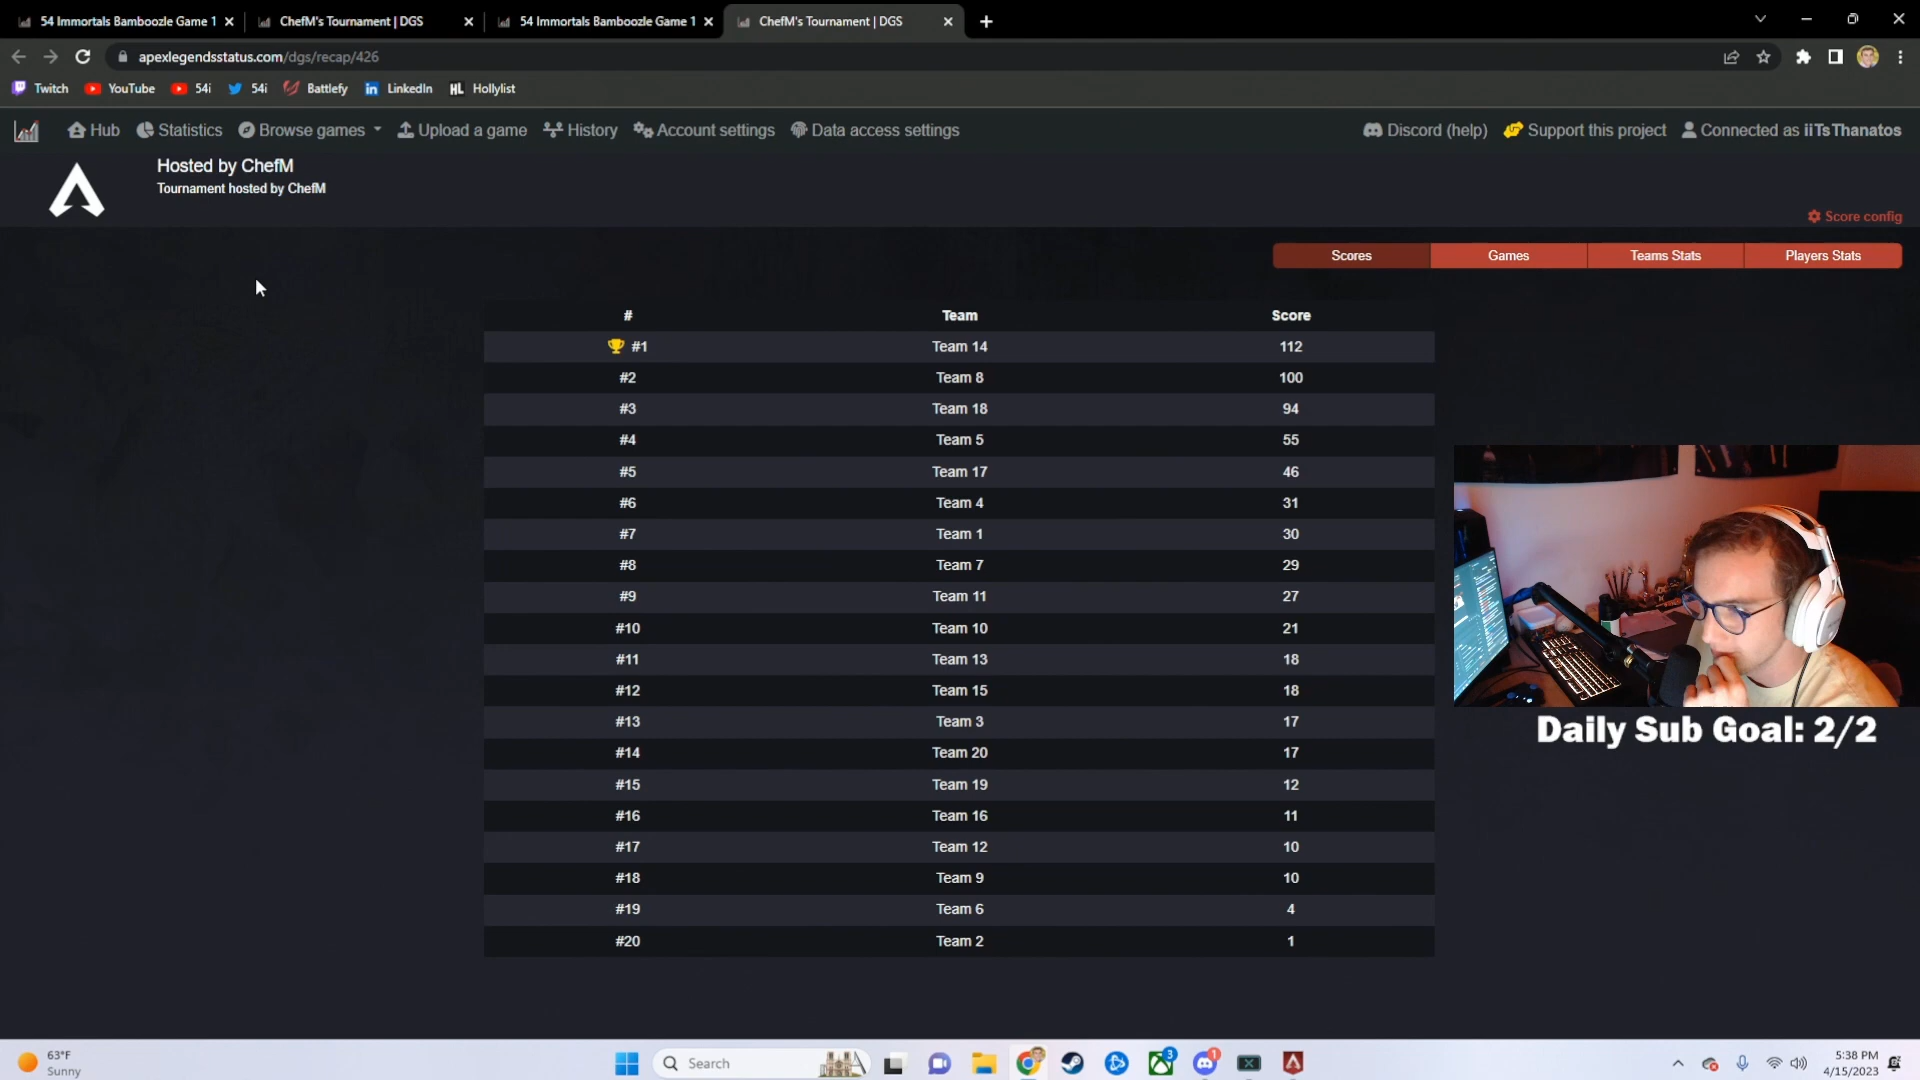 54 Immortals Bamboozle Game 1
ChefM's Tournament | DGS
54 Immortals Bamboozle Game 1
ChefM's Tournament | DGS
apexlegendsstatus.com/dgs/recap/426
Twitch YouTube 54i 54i Battlefy LinkedIn HL Hollylist
Hub Statistics Browse games Upload a game History Account settings Data access settings Discord (help) Support this project Connected as iiTsThanatos
Hosted by ChefM
Tournament hosted by ChefM
Score config
Scores Games Teams Stats Players Stats
# Team Score
#1 Team 14 112
#2 Team 8 100
#3 Team 18 94
#4 Team 5 55
#5 Team 17 46
#6 Team 4 31
#7 Team 1 30
#8 Team 7 29
#9 Team 11 27
#10 Team 10 21
#11 Team 13 18
#12 Team 15 18
#13 Team 3 17
#14 Team 20 17
#15 Team 19 12
#16 Team 16 11
#17 Team 12 10
#18 Team 9 10
#19 Team 6 4
#20 Team 2 1
Daily Sub Goal: 2/2
63°F
Sunny
Search
3
1
5:38 PM
4/15/2023